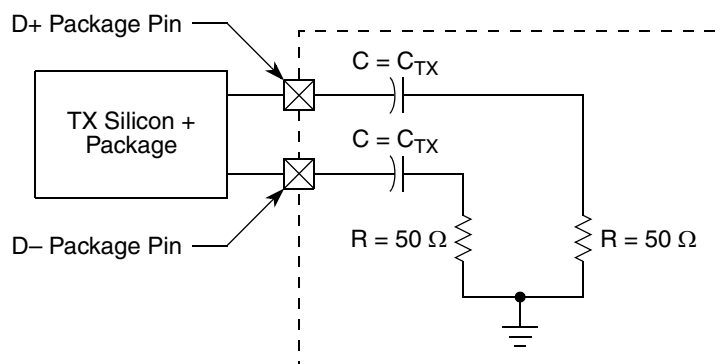 D+ Package Pin
C = CTX
TX Silicon +
Package
C = CTX
D– Package Pin
R = 50 Ω
R = 50 Ω